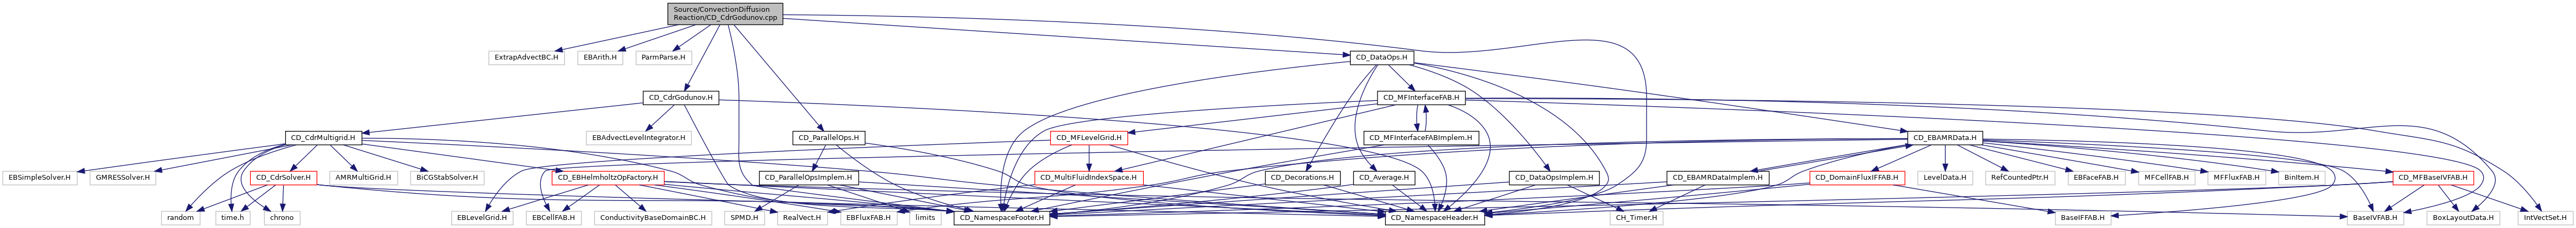 Source/ConvectionDiffusion
Reaction/CD_CdrGodunov.cpp
ExtrapAdvectBC.H
EBArith.H
ParmParse.H
CD_DataOps.H
CD_CdrGodunov.H
CD_MFInterfaceFAB.H
CD_CdrMultigrid.H
EBAdvectLevelIntegrator.H
CD_ParallelOps.H
CD_MFLevelGrid.H
CD_MFInterfaceFABImplem.H
CD_EBAMRData.H
EBSimpleSolver.H
GMRESSolver.H
CD_CdrSolver.H
AMRMultiGrid.H
BiCGStabSolver.H
CD_EBHelmholtzOpFactory.H
CD_ParallelOpsImplem.H
CD_MultiFluidIndexSpace.H
CD_Decorations.H
CD_Average.H
CD_DataOpsImplem.H
CD_EBAMRDataImplem.H
CD_DomainFluxIFFAB.H
LevelData.H
RefCountedPtr.H
EBFaceFAB.H
MFCellFAB.H
MFFluxFAB.H
BinItem.H
CD_MFBaseIVFAB.H
random
time.h
chrono
EBLevelGrid.H
EBCellFAB.H
ConductivityBaseDomainBC.H
SPMD.H
RealVect.H
EBFluxFAB.H
limits
CD_NamespaceFooter.H
CD_NamespaceHeader.H
CH_Timer.H
BaseIFFAB.H
BaseIVFAB.H
BoxLayoutData.H
IntVectSet.H